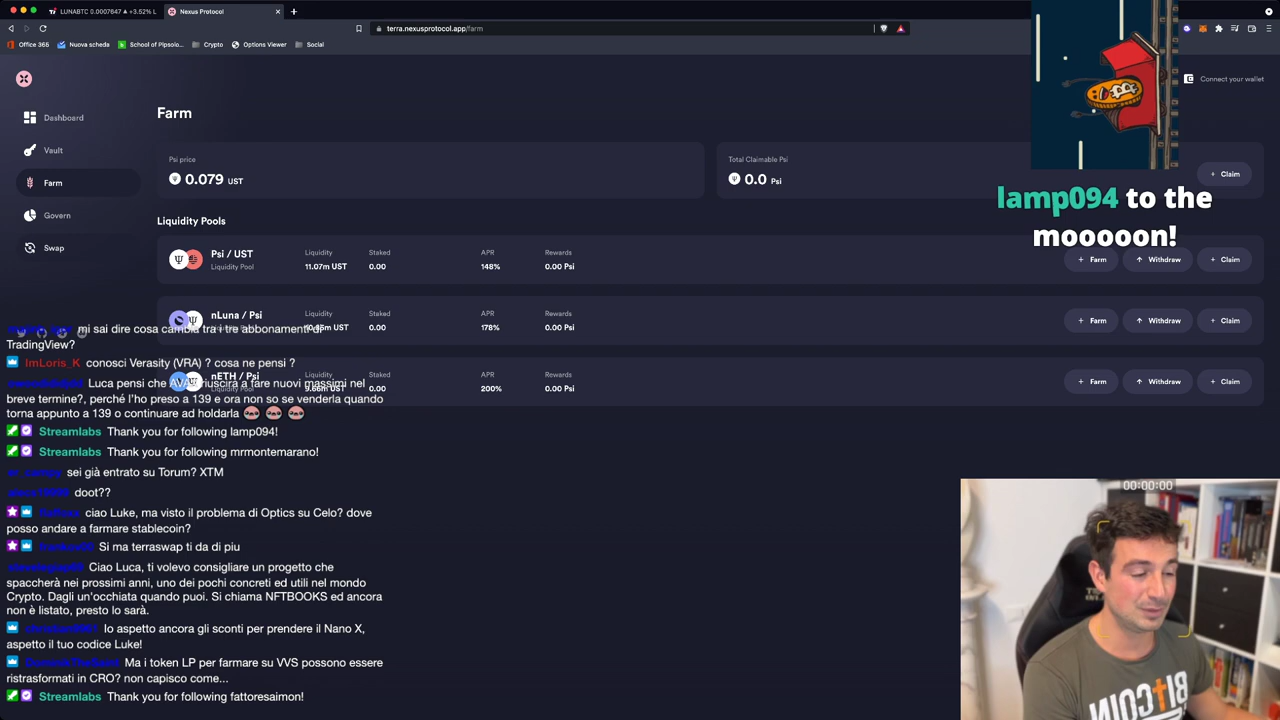 LUNABTC 0.0007647 ▲ +3.52% L
Nexus Protocol
terra.nexusprotocol.app/farm
Office 365
Nuova scheda
School of Pipsolo...
Crypto
Options Viewer
Social
Connect your wallet
Dashboard
Vault
Farm
Govern
Swap
Farm
Psi price
0.079 UST
Total Claimable Psi
0.0 Psi
+ Claim
lamp094 to the
mooooon!
Liquidity Pools
Psi / UST
Liquidity Pool
Liquidity
11.07m UST
Staked
0.00
APR
148%
Rewards
0.00 Psi
+ Farm
↑ Withdraw
+ Claim
nLuna / Psi
Liquidity
UST
Staked
0.00
APR
178%
Rewards
0.00 Psi
+ Farm
↑ Withdraw
+ Claim
nETH / Psi
Liquidity Pool
Liquidity
UST
Staked
0.00
APR
200%
Rewards
0.00 Psi
+ Farm
↑ Withdraw
+ Claim
mi sai dire cosa cambia tra i vari abbonamenti di
TradingView?
ImLoris_K conosci Verasity (VRA) ? cosa ne pensi ?
Luca pensi che AVAX riuscirà a fare nuovi massimi nel
breve termine?, perché l'ho preso a 139 e ora non so se venderla quando
torna appunto a 139 o continuare ad holdarla
Streamlabs Thank you for following lamp094!
Streamlabs Thank you for following mrmontemarano!
sei già entrato su Torum? XTM
doot??
ciao Luke, ma visto il problema di Optics su Celo? dove
posso andare a farmare stablecoin?
Si ma terraswap ti da di piu
Ciao Luca, ti volevo consigliare un progetto che
spaccherà nei prossimi anni, uno dei pochi concreti ed utili nel mondo
Crypto. Dagli un'occhiata quando puoi. Si chiama NFTBOOKS ed ancora
non è listato, presto lo sarà.
Io aspetto ancora gli sconti per prendere il Nano X,
aspetto il tuo codice Luke!
Ma i token LP per farmare su VVS possono essere
ristrasformati in CRO? non capisco come...
Streamlabs Thank you for following fattoresaimon!
00:00:00